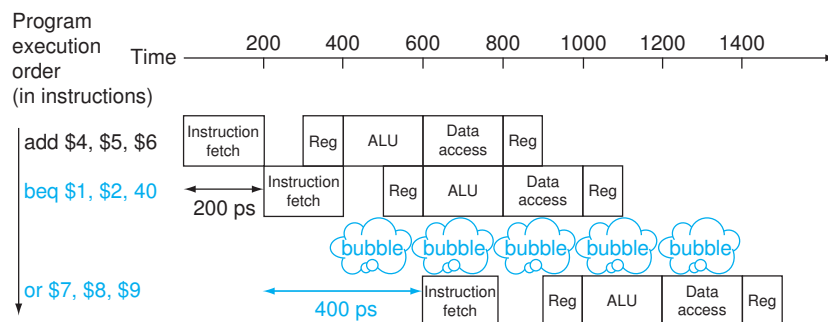 Program
execution
order
(in instructions)
Time
200 400 600 800 1000 1200 1400
add $4, $5, $6
Instruction
fetch
Reg
ALU
Data
access
Reg
beq $1, $2, 40
200 ps
Instruction
fetch
Reg
ALU
Data
access
Reg
bubble bubble bubble bubble bubble
or $7, $8, $9
400 ps
Instruction
fetch
Reg
ALU
Data
access
Reg